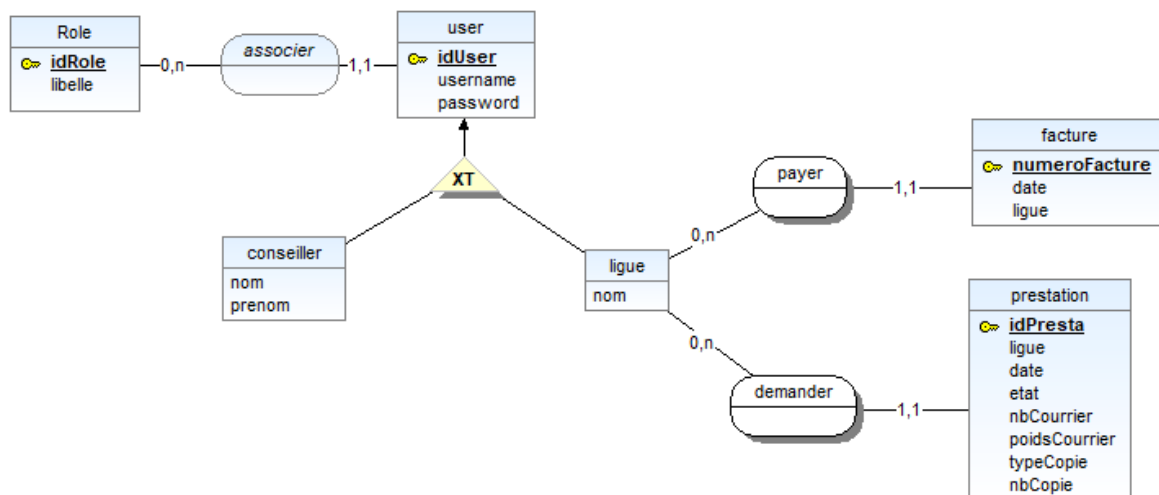 Role
idRole
libelle
0,n
associer
1,1
user
idUser
username
password
XT
conseiller
nom
prenom
ligue
nom
0,n
payer
1,1
facture
numeroFacture
date
ligue
0,n
demander
1,1
prestation
idPresta
ligue
date
etat
nbCourrier
poidsCourrier
typeCopie
nbCopie